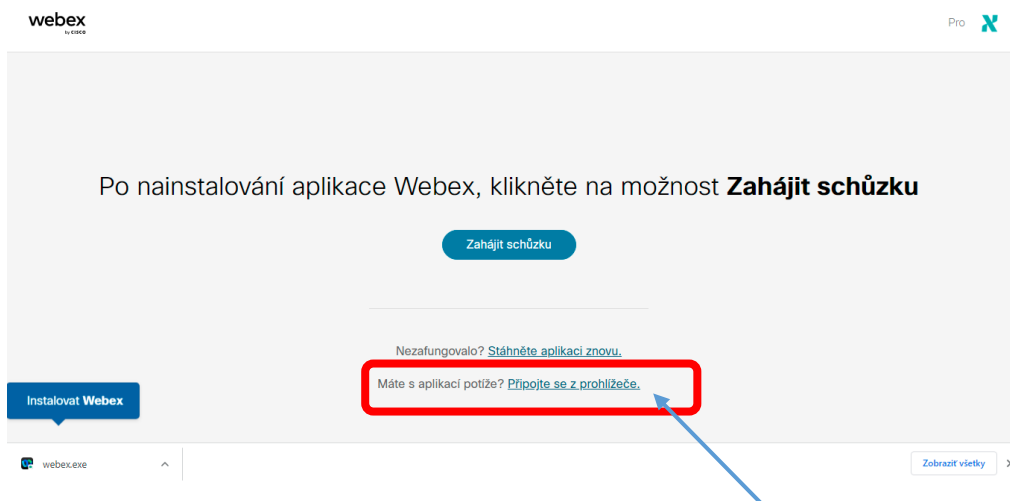 webex
by CISCO
Pro
Po nainstalování aplikace Webex, klikněte na možnost Zahájit schůzku
Zahájit schůzku
Nezafungovalo? Stáhněte aplikaci znovu.
Máte s aplikací potíže? Připojte se z prohlížeče.
Instalovat Webex
webex.exe
Zobraziť všetky